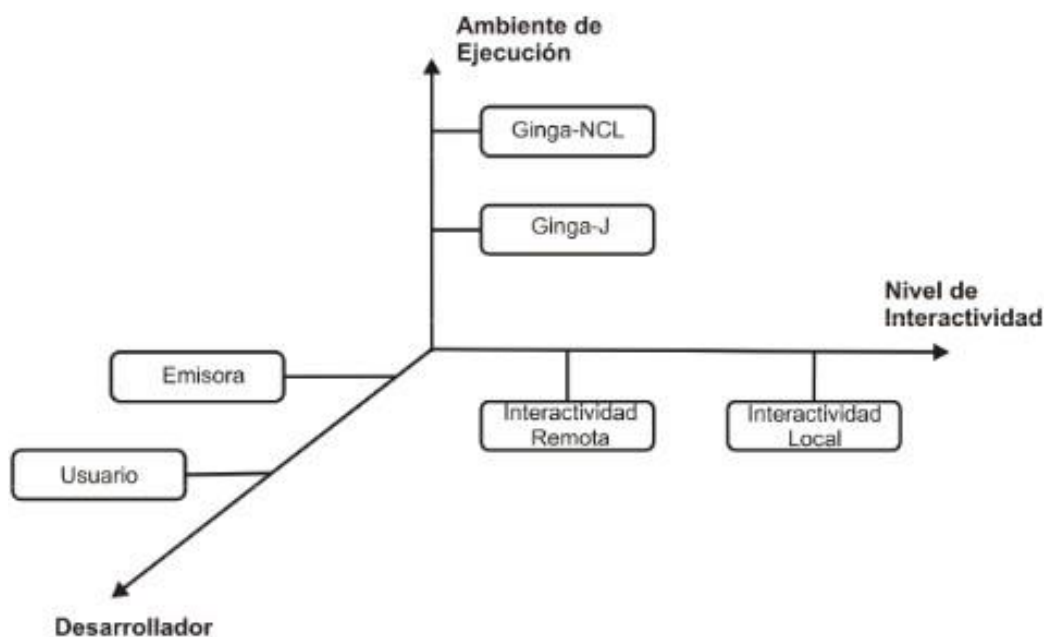 Ambiente de
Ejecución
Ginga-NCL
Ginga-J
Nivel de
Interactividad
Emisora
Interactividad
Remota
Interactividad
Local
Usuario
Desarrollador